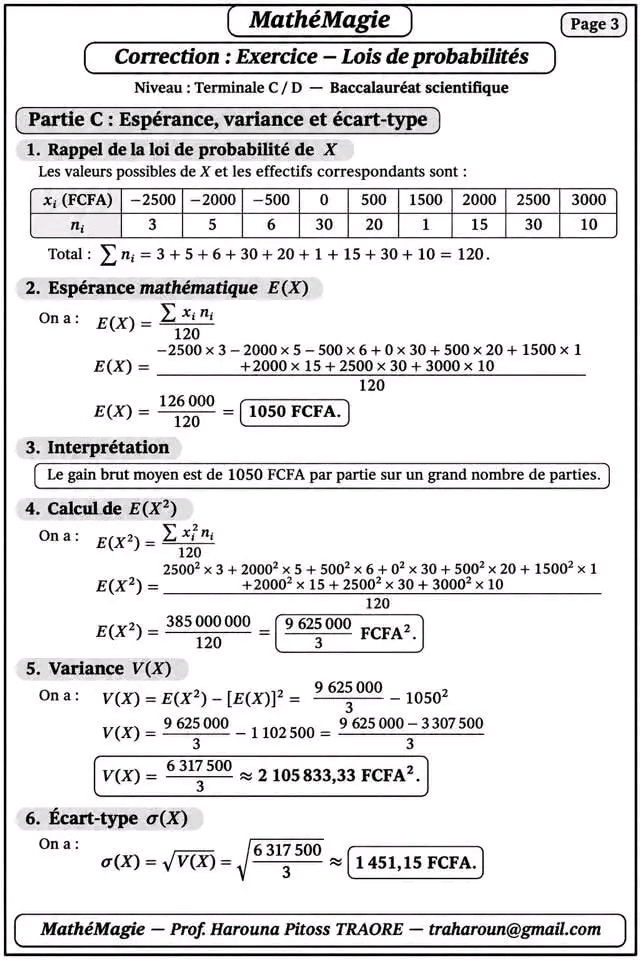 MathéMagie
Page 3
Correction : Exercice – Lois de probabilités
Niveau : Terminale C / D — Baccalauréat scientifique
Partie C : Espérance, variance et écart-type
1. Rappel de la loi de probabilité de X
Les valeurs possibles de X et les effectifs correspondants sont :
xᵢ (FCFA) −2500 −2000 −500 0 500 1500 2000 2500 3000
nᵢ 3 5 6 30 20 1 15 30 10
Total : ∑ nᵢ = 3 + 5 + 6 + 30 + 20 + 1 + 15 + 30 + 10 = 120.
2. Espérance mathématique E(X)
On a : E(X) = ∑ xᵢ nᵢ / 120
E(X) = −2500 × 3 − 2000 × 5 − 500 × 6 + 0 × 30 + 500 × 20 + 1500 × 1
+2000 × 15 + 2500 × 30 + 3000 × 10
120
E(X) = 126 000 / 120 = 1050 FCFA.
3. Interprétation
Le gain brut moyen est de 1050 FCFA par partie sur un grand nombre de parties.
4. Calcul de E(X²)
On a : E(X²) = ∑ xᵢ² nᵢ / 120
E(X²) = 2500² × 3 + 2000² × 5 + 500² × 6 + 0² × 30 + 500² × 20 + 1500² × 1
+2000² × 15 + 2500² × 30 + 3000² × 10
120
E(X²) = 385 000 000 / 120 = 9 625 000 / 3 FCFA².
5. Variance V(X)
On a : V(X) = E(X²) − [E(X)]² = 9 625 000 / 3 − 1050²
V(X) = 9 625 000 / 3 − 1 102 500 = 9 625 000 − 3 307 500 / 3
V(X) = 6 317 500 / 3 ≈ 2 105 833,33 FCFA².
6. Écart-type σ(X)
On a :
σ(X) = √V(X) = √6 317 500 / 3 ≈ 1 451,15 FCFA.
MathéMagie — Prof. Harouna Pitoss TRAORE — traharoun@gmail.com